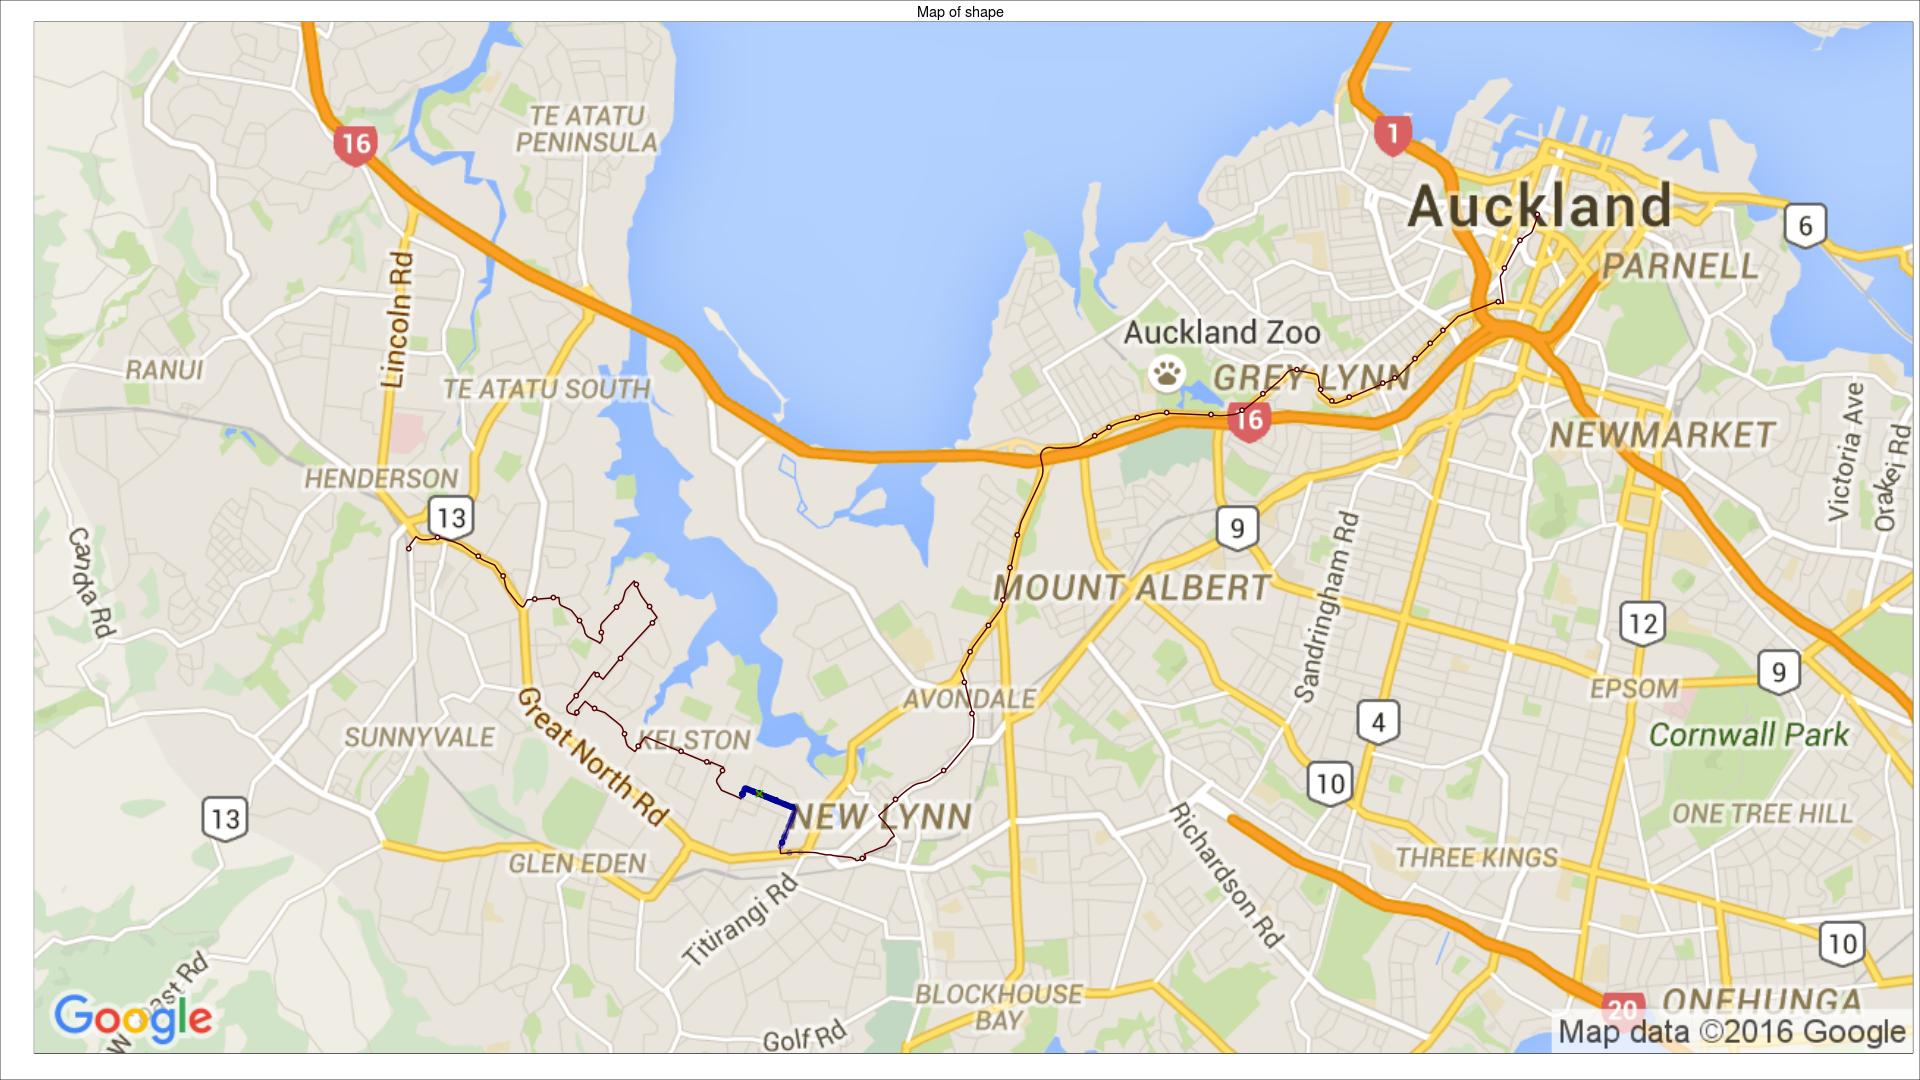 Map of shape
TE ATATU
PENINSULA
16
1
Auckland
6
PARNELL
Lincoln Rd
Auckland Zoo
RANUI
TE ATATU SOUTH
GREY LYNN
16
NEWMARKET
Victoria Ave
Orakei Rd
HENDERSON
13
9
Sandringham Rd
Candia Rd
MOUNT ALBERT
12
9
EPSOM
AVONDALE
Great North Rd
4
Cornwall Park
SUNNYVALE
KELSTON
10
13
NEW LYNN
ONE TREE HILL
Richardson Rd
THREE KINGS
GLEN EDEN
Titirangi Rd
10
BLOCKHOUSE
BAY
20
ONEHUNGA
Google
Golf Rd
Map data ©2016 Google